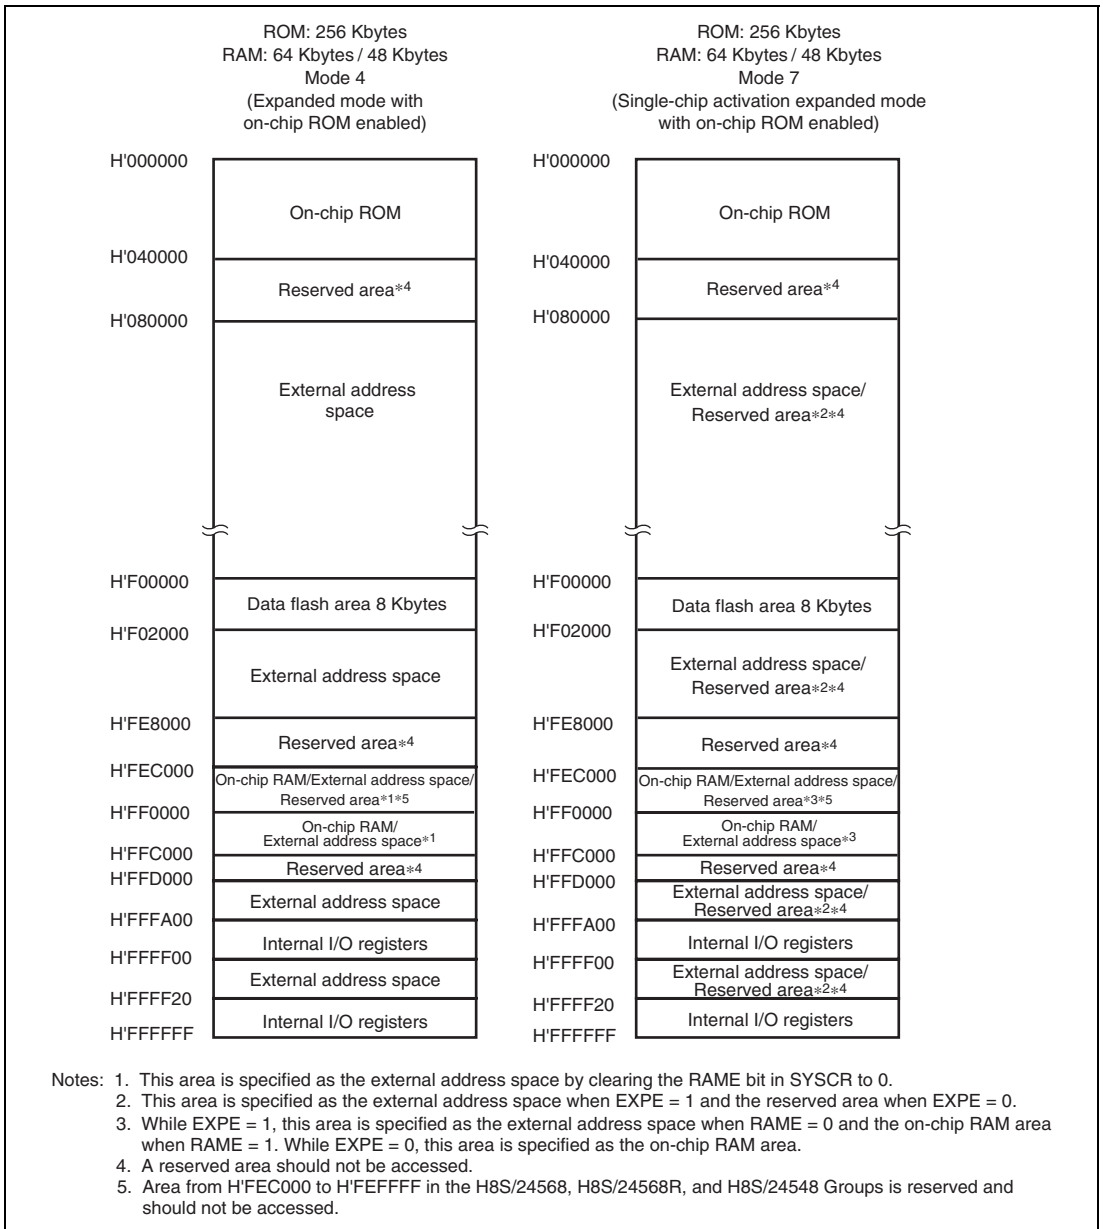 ROM: 256 Kbytes
RAM: 64 Kbytes / 48 Kbytes
Mode 4
(Expanded mode with
on-chip ROM enabled)
H'000000
On-chip ROM
H'040000
Reserved area*4
H'080000
External address
space
H'F00000
Data flash area 8 Kbytes
H'F02000
External address space
H'FE8000
Reserved area*4
H'FEC000
On-chip RAM/External address space/
Reserved area*1*5
H'FF0000
On-chip RAM/
External address space*1
H'FFC000
Reserved area*4
H'FFD000
External address space
H'FFFA00
Internal I/O registers
H'FFFF00
External address space
H'FFFF20
Internal I/O registers
H'FFFFFF
ROM: 256 Kbytes
RAM: 64 Kbytes / 48 Kbytes
Mode 7
(Single-chip activation expanded mode
with on-chip ROM enabled)
H'000000
On-chip ROM
H'040000
Reserved area*4
H'080000
External address space/
Reserved area*2*4
H'F00000
Data flash area 8 Kbytes
H'F02000
External address space/
Reserved area*2*4
H'FE8000
Reserved area*4
H'FEC000
On-chip RAM/External address space/
Reserved area*3*5
H'FF0000
On-chip RAM/
External address space*3
H'FFC000
Reserved area*4
H'FFD000
External address space/
Reserved area*2*4
H'FFFA00
Internal I/O registers
H'FFFF00
External address space/
Reserved area*2*4
H'FFFF20
Internal I/O registers
H'FFFFFF
Notes: 1. This area is specified as the external address space by clearing the RAME bit in SYSCR to 0.
2. This area is specified as the external address space when EXPE = 1 and the reserved area when EXPE = 0.
3. While EXPE = 1, this area is specified as the external address space when RAME = 0 and the on-chip RAM area
when RAME = 1. While EXPE = 0, this area is specified as the on-chip RAM area.
4. A reserved area should not be accessed.
5. Area from H'FEC000 to H'FEFFFF in the H8S/24568, H8S/24568R, and H8S/24548 Groups is reserved and
should not be accessed.